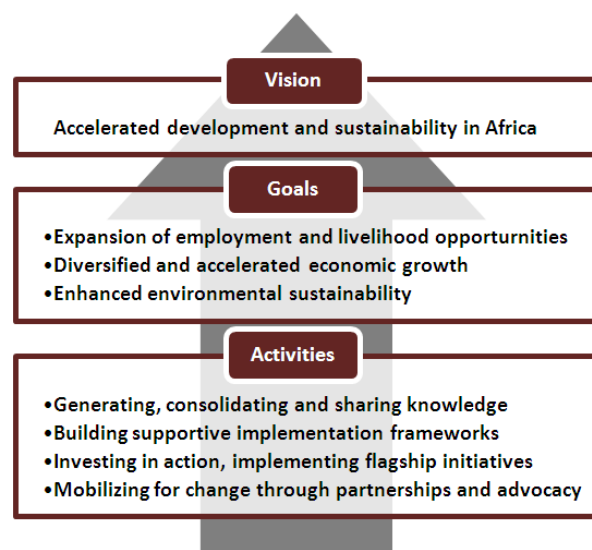 Vision
Accelerated development and sustainability in Africa
Goals
•Expansion of employment and livelihood opporturnities
•Diversified and accelerated economic growth
•Enhanced environmental sustainability
Activities
•Generating, consolidating and sharing knowledge
•Building supportive implementation frameworks
•Investing in action, implementing flagship initiatives
•Mobilizing for change through partnerships and advocacy